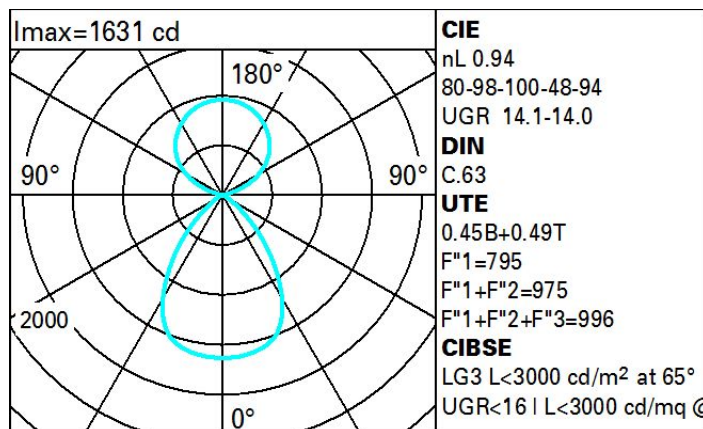 Imax=1631 cd
180°
90°
90°
2000
0°
CIE
nL 0.94
80-98-100-48-94
UGR 14.1-14.0
DIN
C.63
UTE
0.45B+0.49T
F"1=795
F"1+F"2=975
F"1+F"2+F"3=996
CIBSE
LG3 L<3000 cd/m² at 65°
UGR<16 | L<3000 cd/mq @